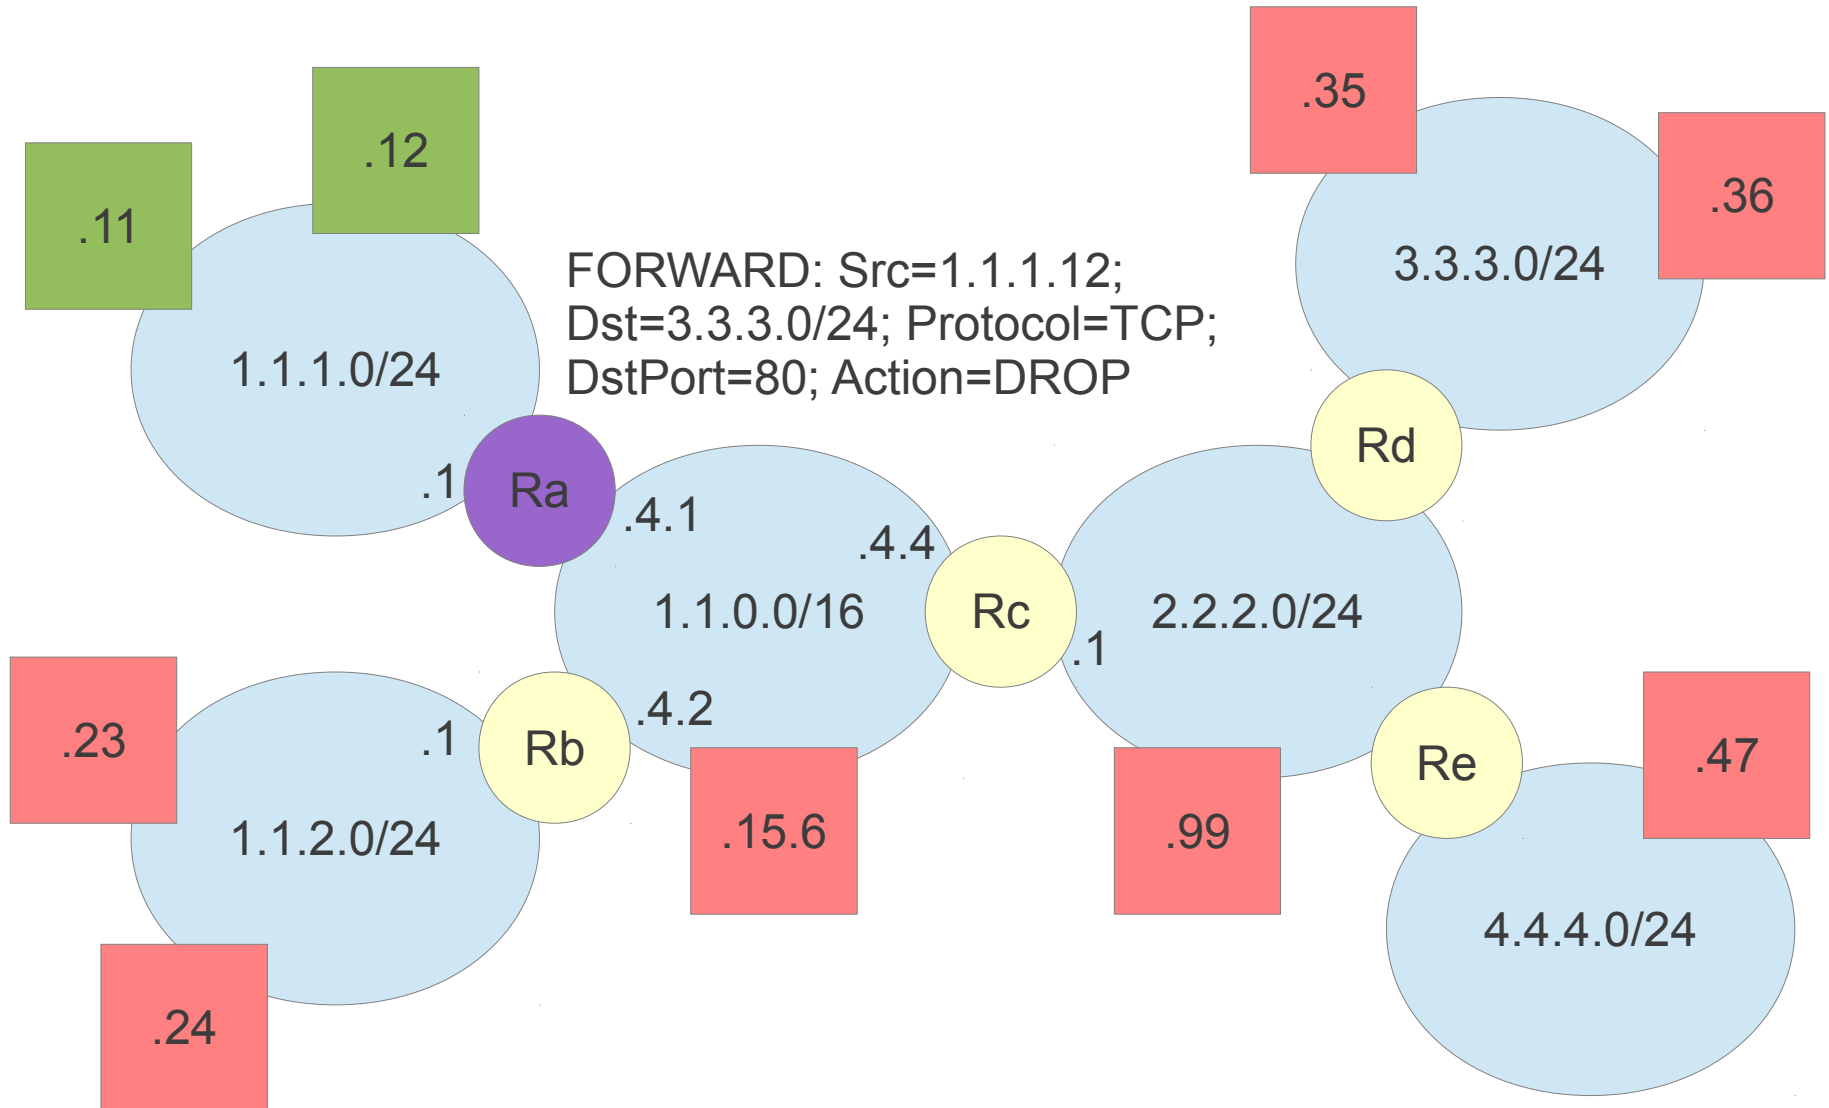 .35
.12
.36
.11
FORWARD: Src=1.1.1.12;
Dst=3.3.3.0/24; Protocol=TCP;
DstPort=80; Action=DROP
3.3.3.0/24
1.1.1.0/24
Rd
.1
Ra
.4.1
.4.4
1.1.0.0/16
Rc
2.2.2.0/24
.1
.4.2
.23
.1
Rb
Re
.47
1.1.2.0/24
.15.6
.99
4.4.4.0/24
.24